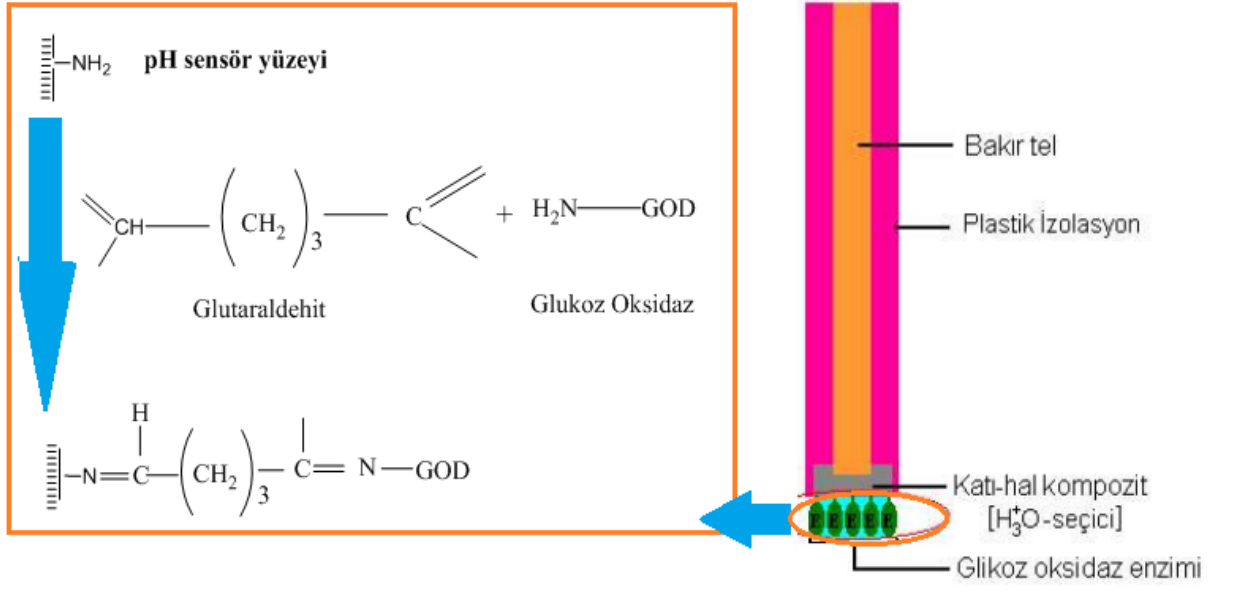 –NH₂ pH sensör yüzeyi
CH (CH₂)₃ C + H₂N GOD
Glutaraldehit Glukoz Oksidaz
H
–N=C–(CH₂)₃–C=N–GOD
Bakır tel
Plastik İzolasyon
Katı-hal kompozit
[H₃⁺O-seçici]
E E E E E
Glikoz oksidaz enzimi